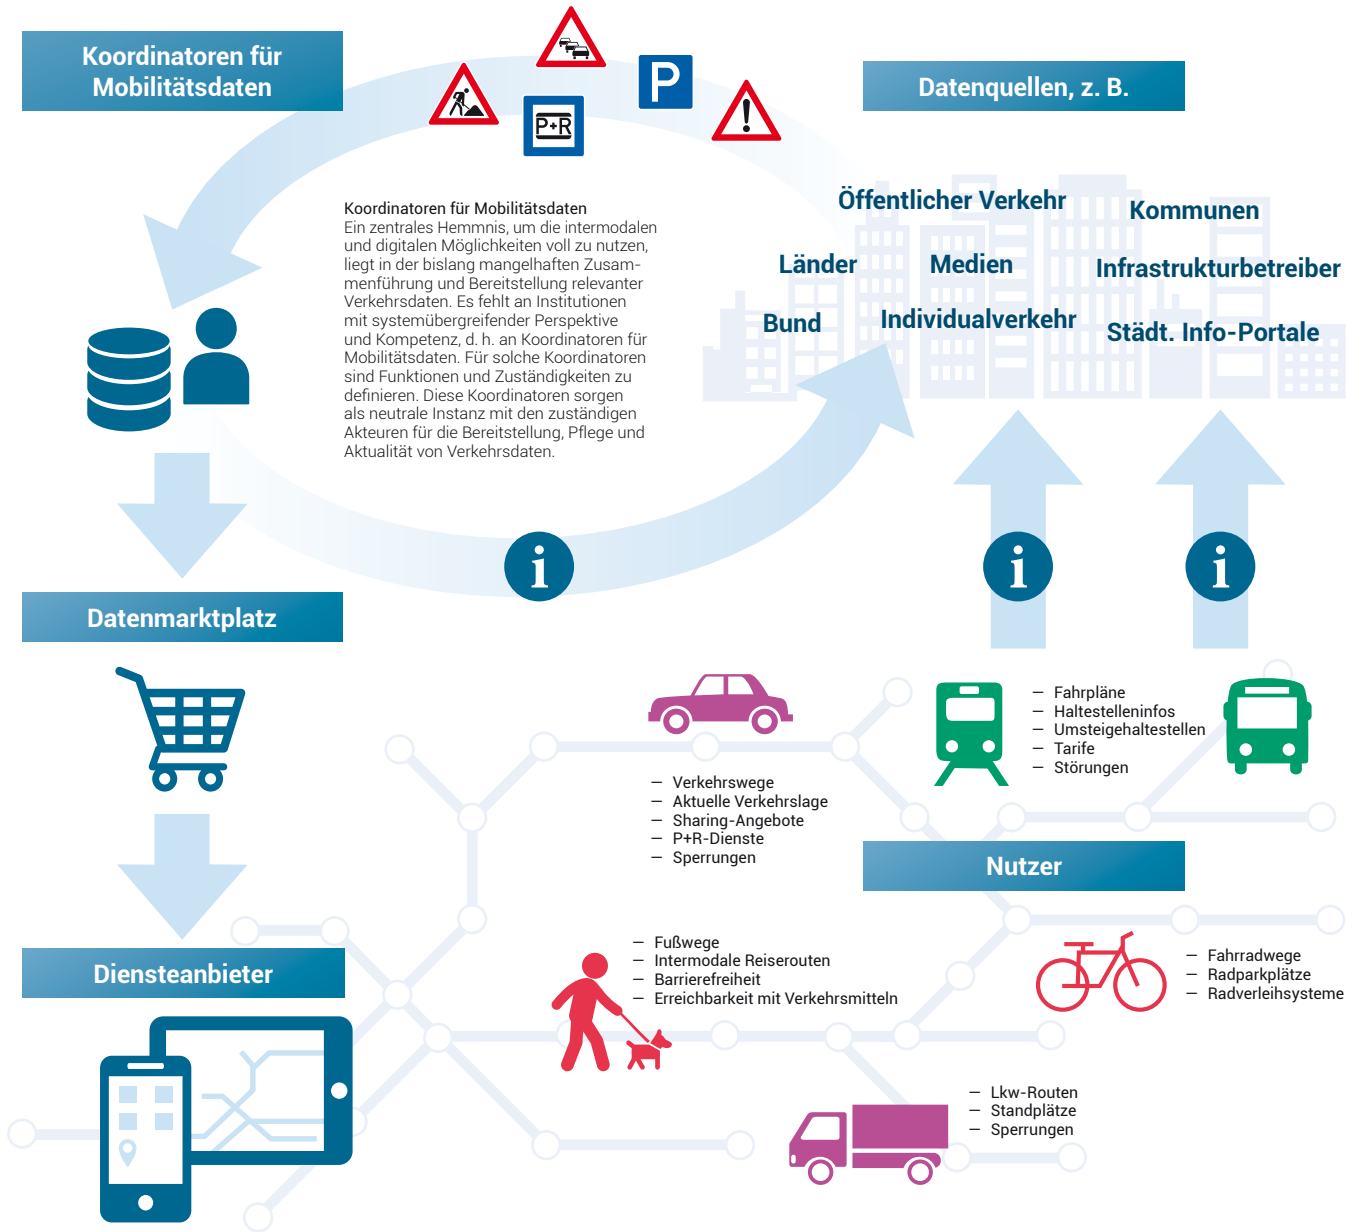 Koordinatoren für
Mobilitätsdaten
P+R
P
Datenquellen, z. B.
Koordinatoren für Mobilitätsdaten
Ein zentrales Hemmnis, um die intermodalen
und digitalen Möglichkeiten voll zu nutzen,
liegt in der bislang mangelhaften Zusam-
menführung und Bereitstellung relevanter
Verkehrsdaten. Es fehlt an Institutionen
mit systemübergreifender Perspektive
und Kompetenz, d. h. an Koordinatoren für
Mobilitätsdaten. Für solche Koordinatoren
sind Funktionen und Zuständigkeiten zu
definieren. Diese Koordinatoren sorgen
als neutrale Instanz mit den zuständigen
Akteuren für die Bereitstellung, Pflege und
Aktualität von Verkehrsdaten.
Öffentlicher Verkehr
Kommunen
Länder
Medien
Infrastrukturbetreiber
Bund
Individualverkehr
Städt. Info-Portale
i
i
i
Datenmarktplatz
– Verkehrswege
– Aktuelle Verkehrslage
– Sharing-Angebote
– P+R-Dienste
– Sperrungen
– Fahrpläne
– Haltestelleninfos
– Umsteigehaltestellen
– Tarife
– Störungen
Nutzer
Diensteanbieter
– Fußwege
– Intermodale Reiserouten
– Barrierefreiheit
– Erreichbarkeit mit Verkehrsmitteln
– Fahrradwege
– Radparkplätze
– Radverleihsysteme
– Lkw-Routen
– Standplätze
– Sperrungen